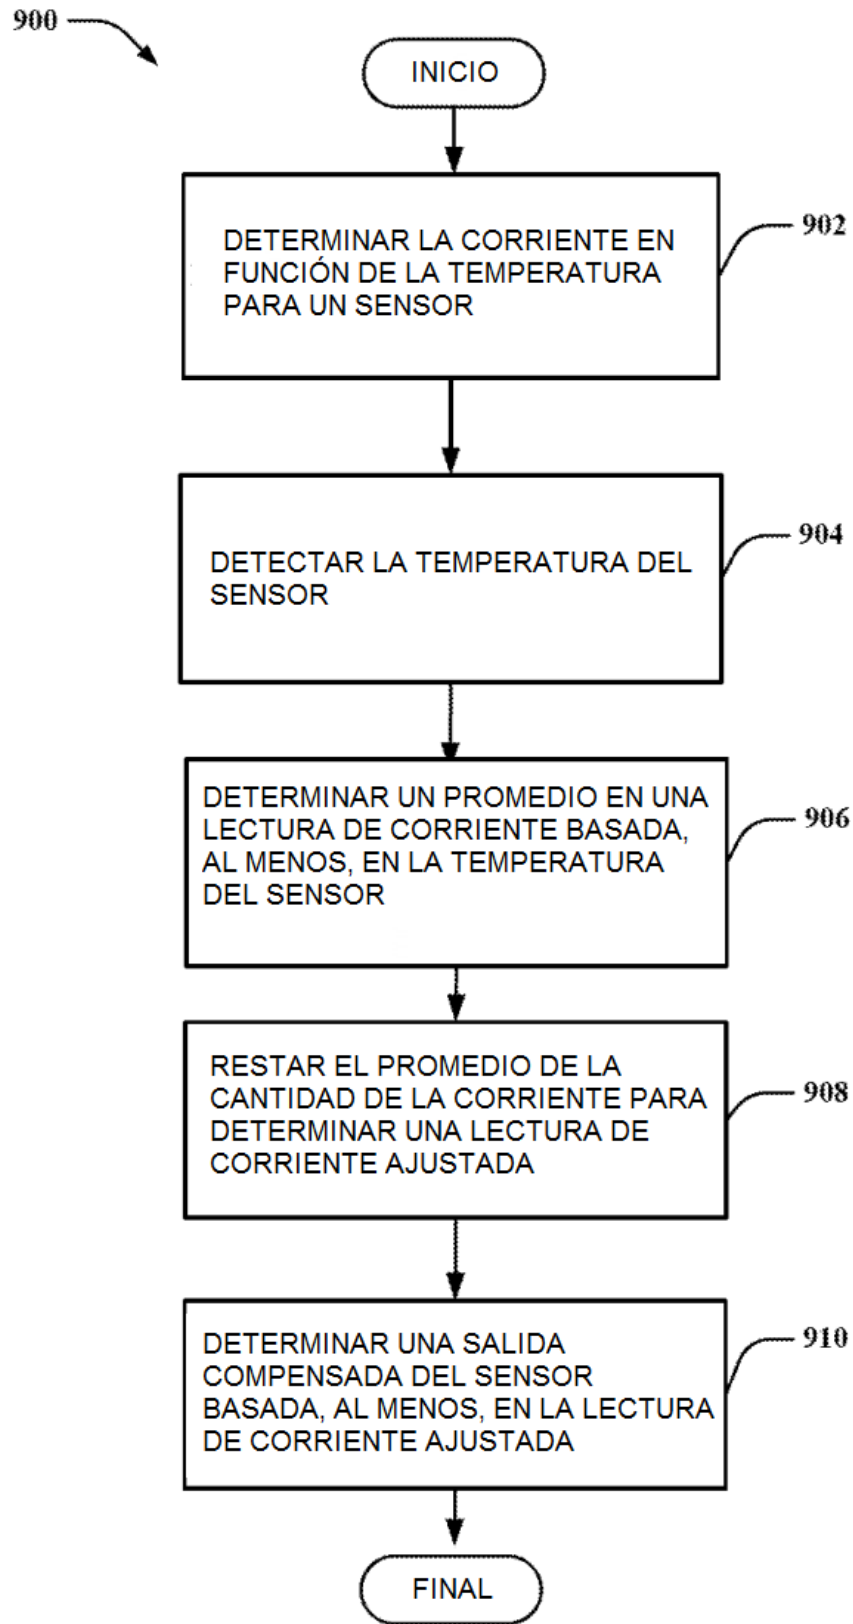 900
INICIO
DETERMINAR LA CORRIENTE EN
FUNCIÓN DE LA TEMPERATURA
PARA UN SENSOR
902
DETECTAR LA TEMPERATURA DEL
SENSOR
904
DETERMINAR UN PROMEDIO EN UNA
LECTURA DE CORRIENTE BASADA,
AL MENOS, EN LA TEMPERATURA
DEL SENSOR
906
RESTAR EL PROMEDIO DE LA
CANTIDAD DE LA CORRIENTE PARA
DETERMINAR UNA LECTURA DE
CORRIENTE AJUSTADA
908
DETERMINAR UNA SALIDA
COMPENSADA DEL SENSOR
BASADA, AL MENOS, EN LA LECTURA
DE CORRIENTE AJUSTADA
910
FINAL